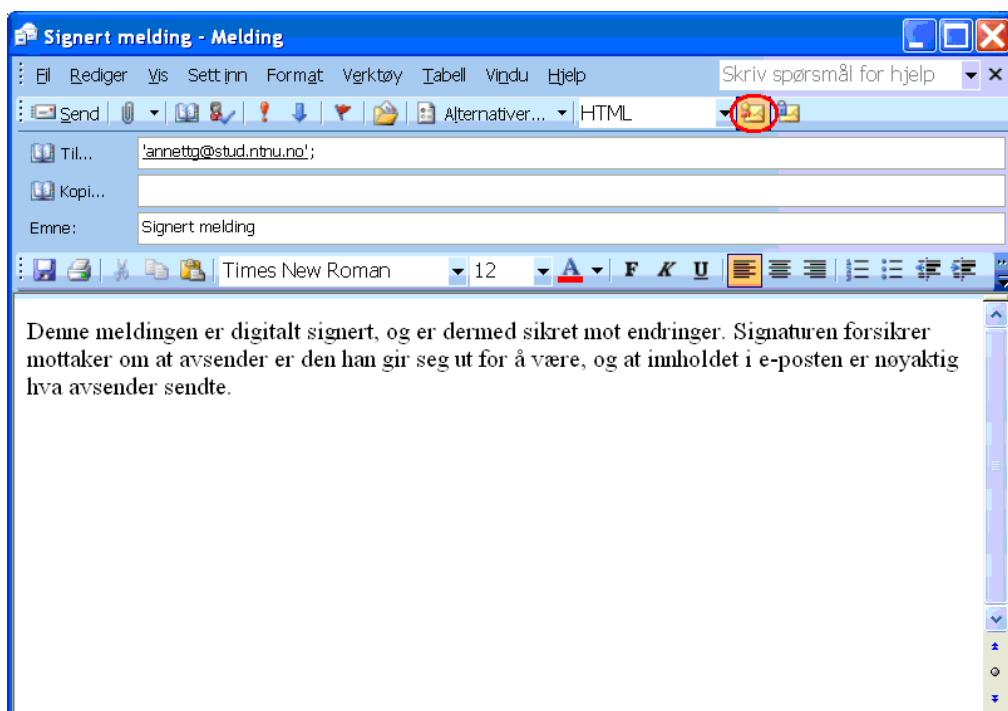 Signert melding - Melding
Fil Rediger Vis Sett inn Format Verktøy Tabell Vindu Hjelp Skriv spørsmål for hjelp
Send Alternativer... HTML
Til... 'annettg@stud.ntnu.no';
Kopi...
Emne: Signert melding
Times New Roman 12 A F K U
Denne meldingen er digitalt signert, og er dermed sikret mot endringer. Signaturen forsikrer
mottaker om at avsender er den han gir seg ut for å være, og at innholdet i e-posten er nøyaktig
hva avsender sendte.